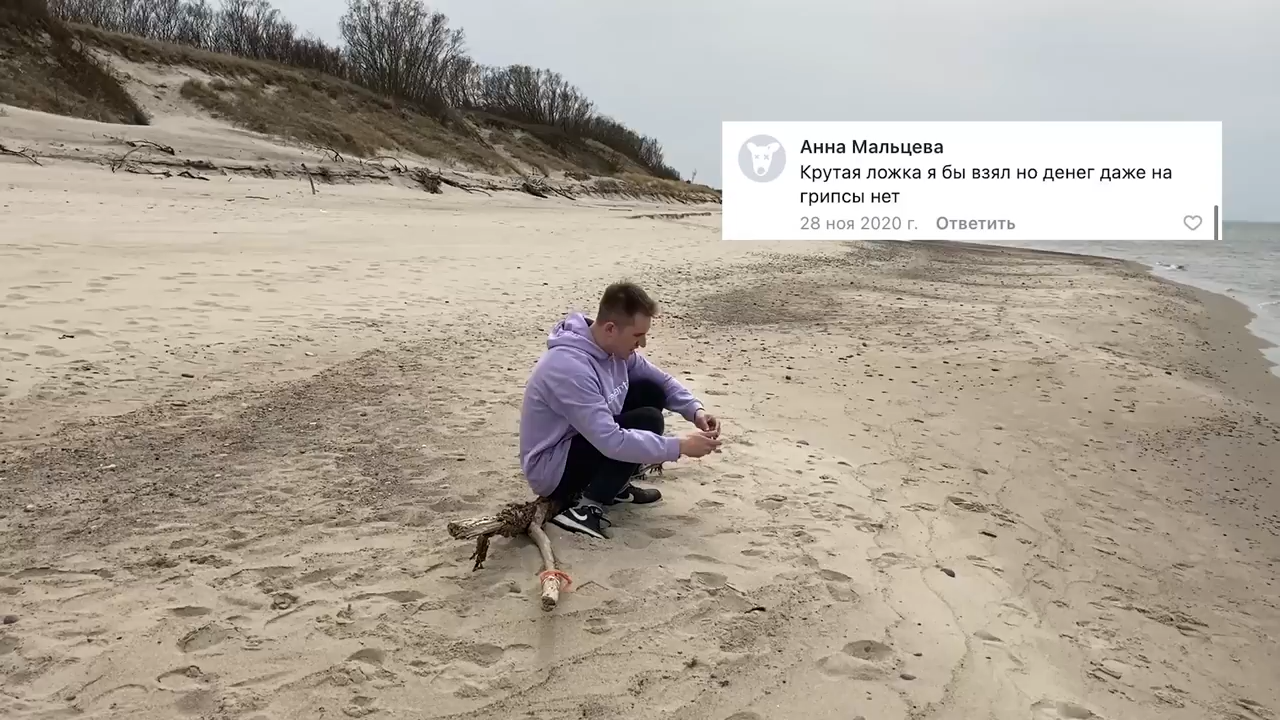 Анна Мальцева
Крутая ложка я бы взял но денег даже на
грипсы нет
28 ноя 2020 г. Ответить